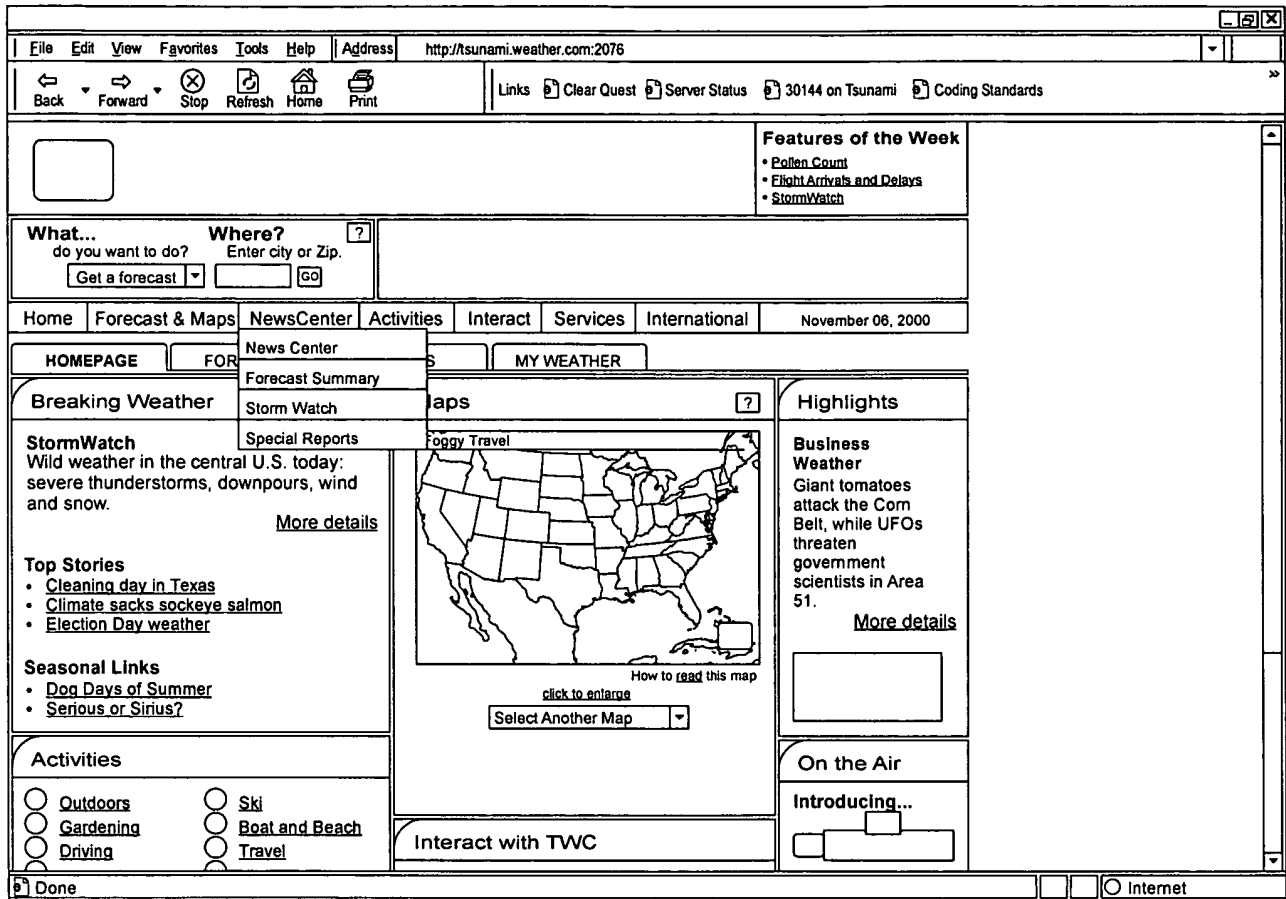 File Edit View Favorites Tools Help Address http://tsunami.weather.com:2076
Back Forward Stop Refresh Home Print Links Clear Quest Server Status 30144 on Tsunami Coding Standards »
Features of the Week
• Pollen Count
• Flight Arrivals and Delays
• StormWatch
What... Where? ?
do you want to do? Enter city or Zip.
Get a forecast GO
Home Forecast & Maps NewsCenter Activities Interact Services International November 06, 2000
News Center
Forecast Summary
Storm Watch
Special Reports
HOMEPAGE FOR S MY WEATHER
Breaking Weather
StormWatch
Wild weather in the central U.S. today:
severe thunderstorms, downpours, wind
and snow.
More details
Top Stories
• Cleaning day in Texas
• Climate sacks sockeye salmon
• Election Day weather
Seasonal Links
• Dog Days of Summer
• Serious or Sirius?
Activities
Outdoors Ski
Gardening Boat and Beach
Driving Travel
aps ?
Foggy Travel
How to read this map
click to enlarge
Select Another Map
Interact with TWC
Highlights
Business
Weather
Giant tomatoes
attack the Corn
Belt, while UFOs
threaten
government
scientists in Area
51.
More details
On the Air
Introducing...
Done Internet